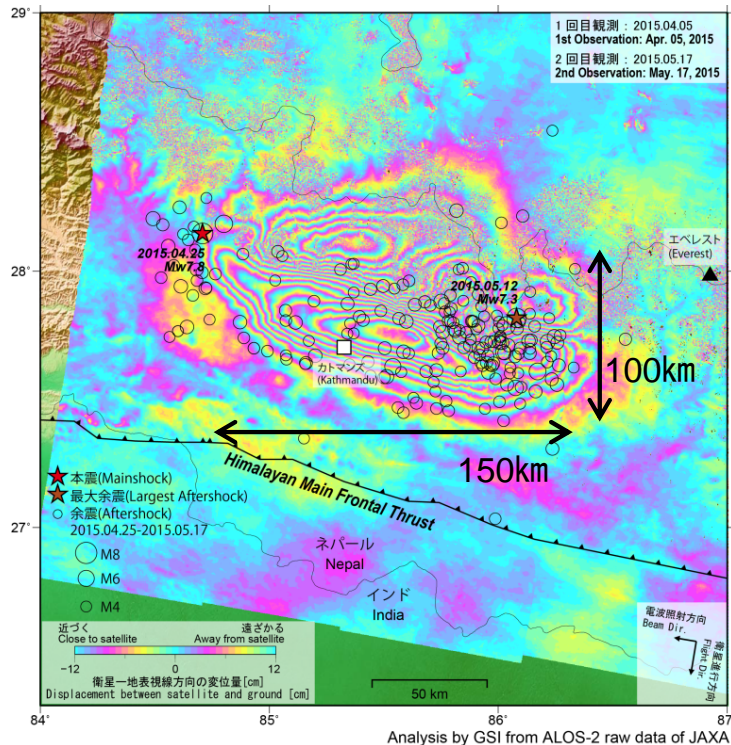 29°
28°
27°
84°
85°
86°
87
1 回目観測：2015.04.05
1st Observation: Apr. 05, 2015
2 回目観測：2015.05.17
2nd Observation: May. 17, 2015
エベレスト
(Everest)
2015.04.25
Mw7.8
2015.05.12
Mw7.3
カトマンズ
(Kathmandu)
100km
150km
Himalayan Main Frontal Thrust
本震(Mainshock)
最大余震(Largest Aftershock)
余震(Aftershock)
2015.04.25-2015.05.17
M8
M6
M4
ネパール
Nepal
インド
India
近づく 遠ざかる
Close to satellite Away from satellite
−12 0 12
衛星－地表視線方向の変位量[cm]
Displacement between satellite and ground [cm]
50 km
電波照射方向
Beam Dir.
衛星進行方向
Flight Dir.
Analysis by GSI from ALOS-2 raw data of JAXA